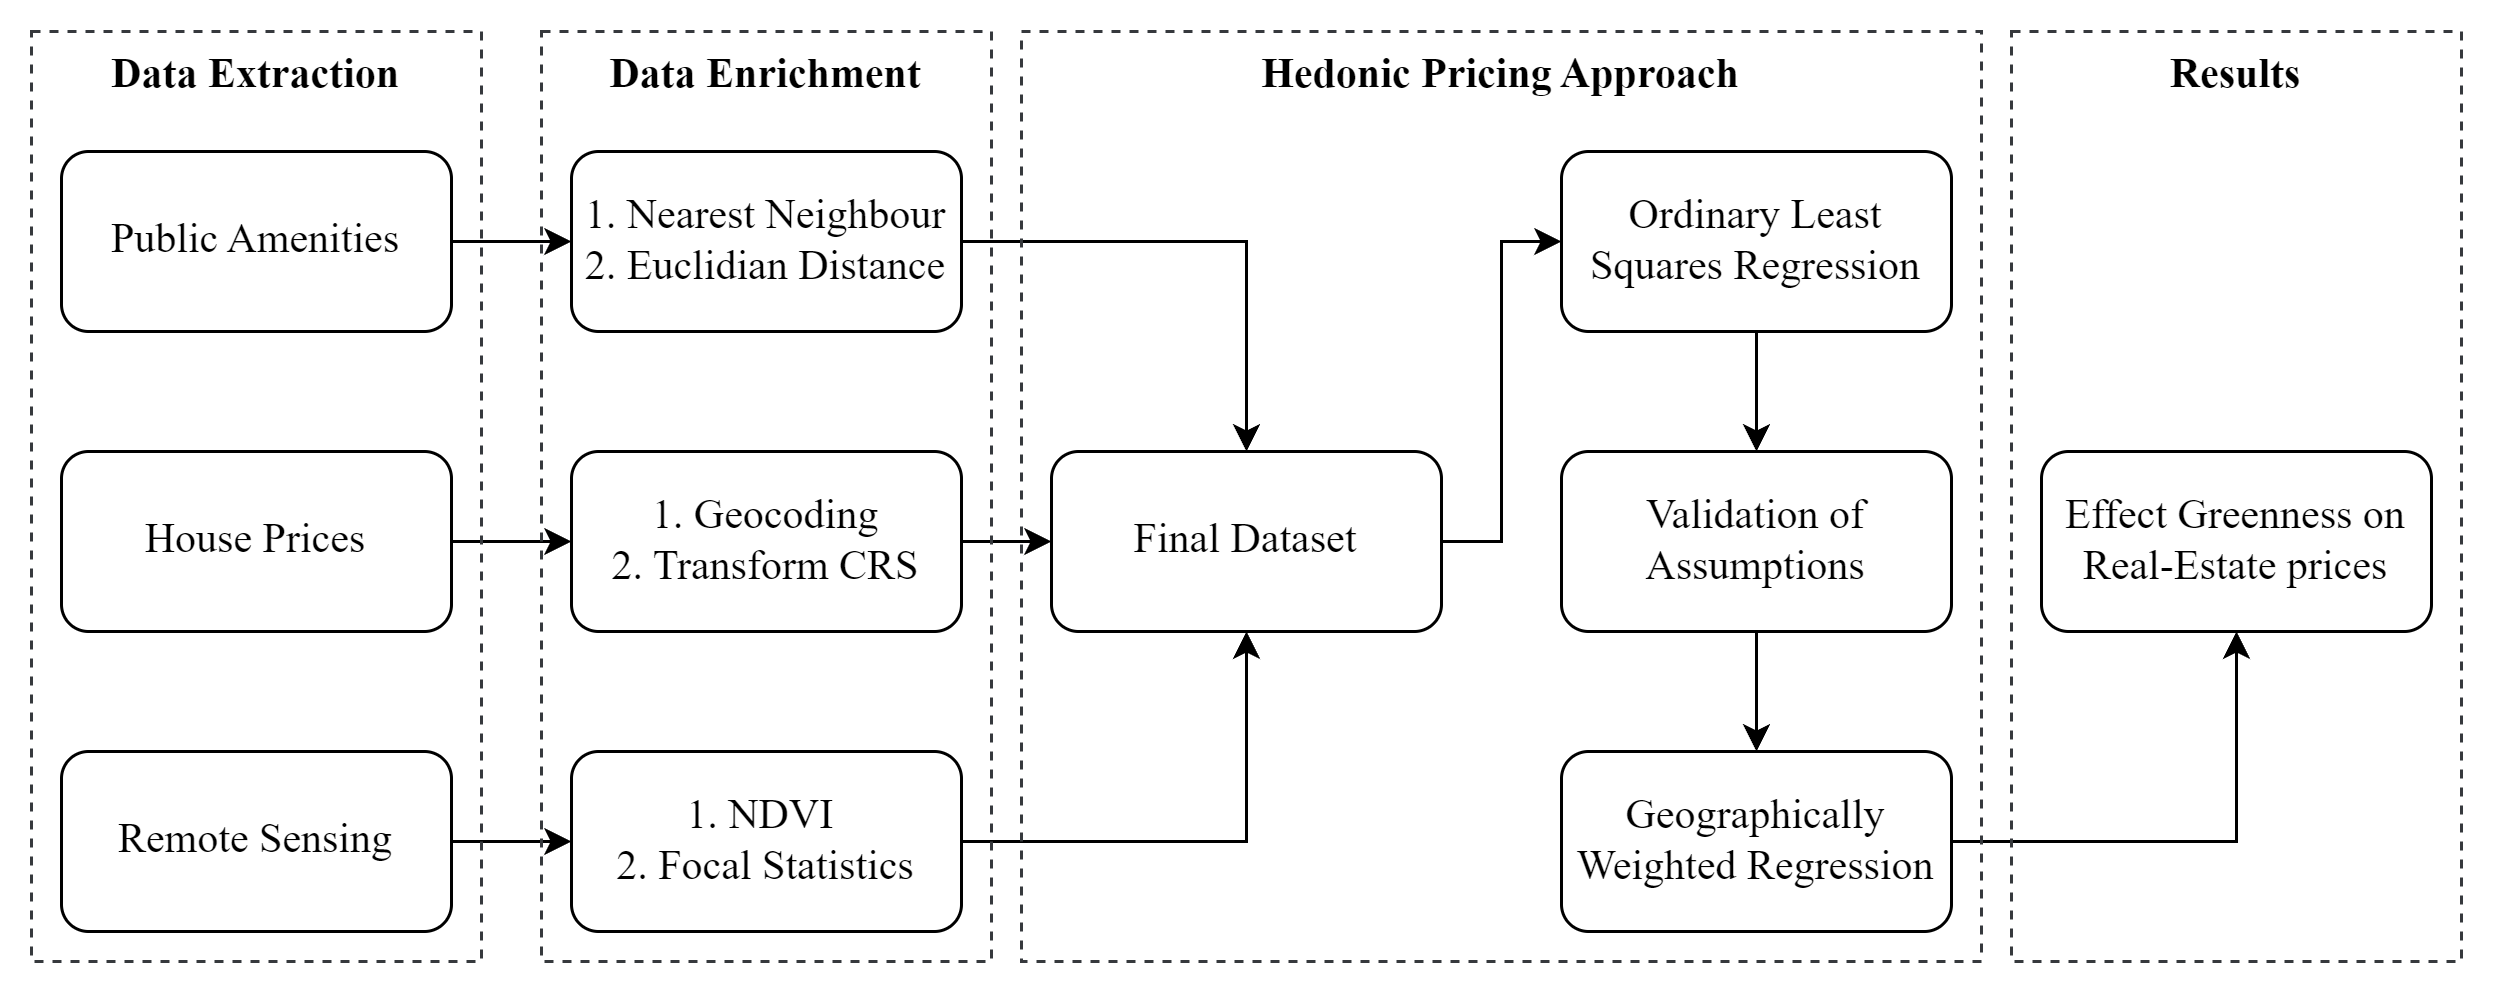 Data Extraction
Public Amenities
House Prices
Remote Sensing
Data Enrichment
1. Nearest Neighbour
2. Euclidian Distance
1. Geocoding
2. Transform CRS
1. NDVI
2. Focal Statistics
Hedonic Pricing Approach
Final Dataset
Ordinary Least
Squares Regression
Validation of
Assumptions
Geographically
Weighted Regression
Results
Effect Greenness on
Real-Estate prices